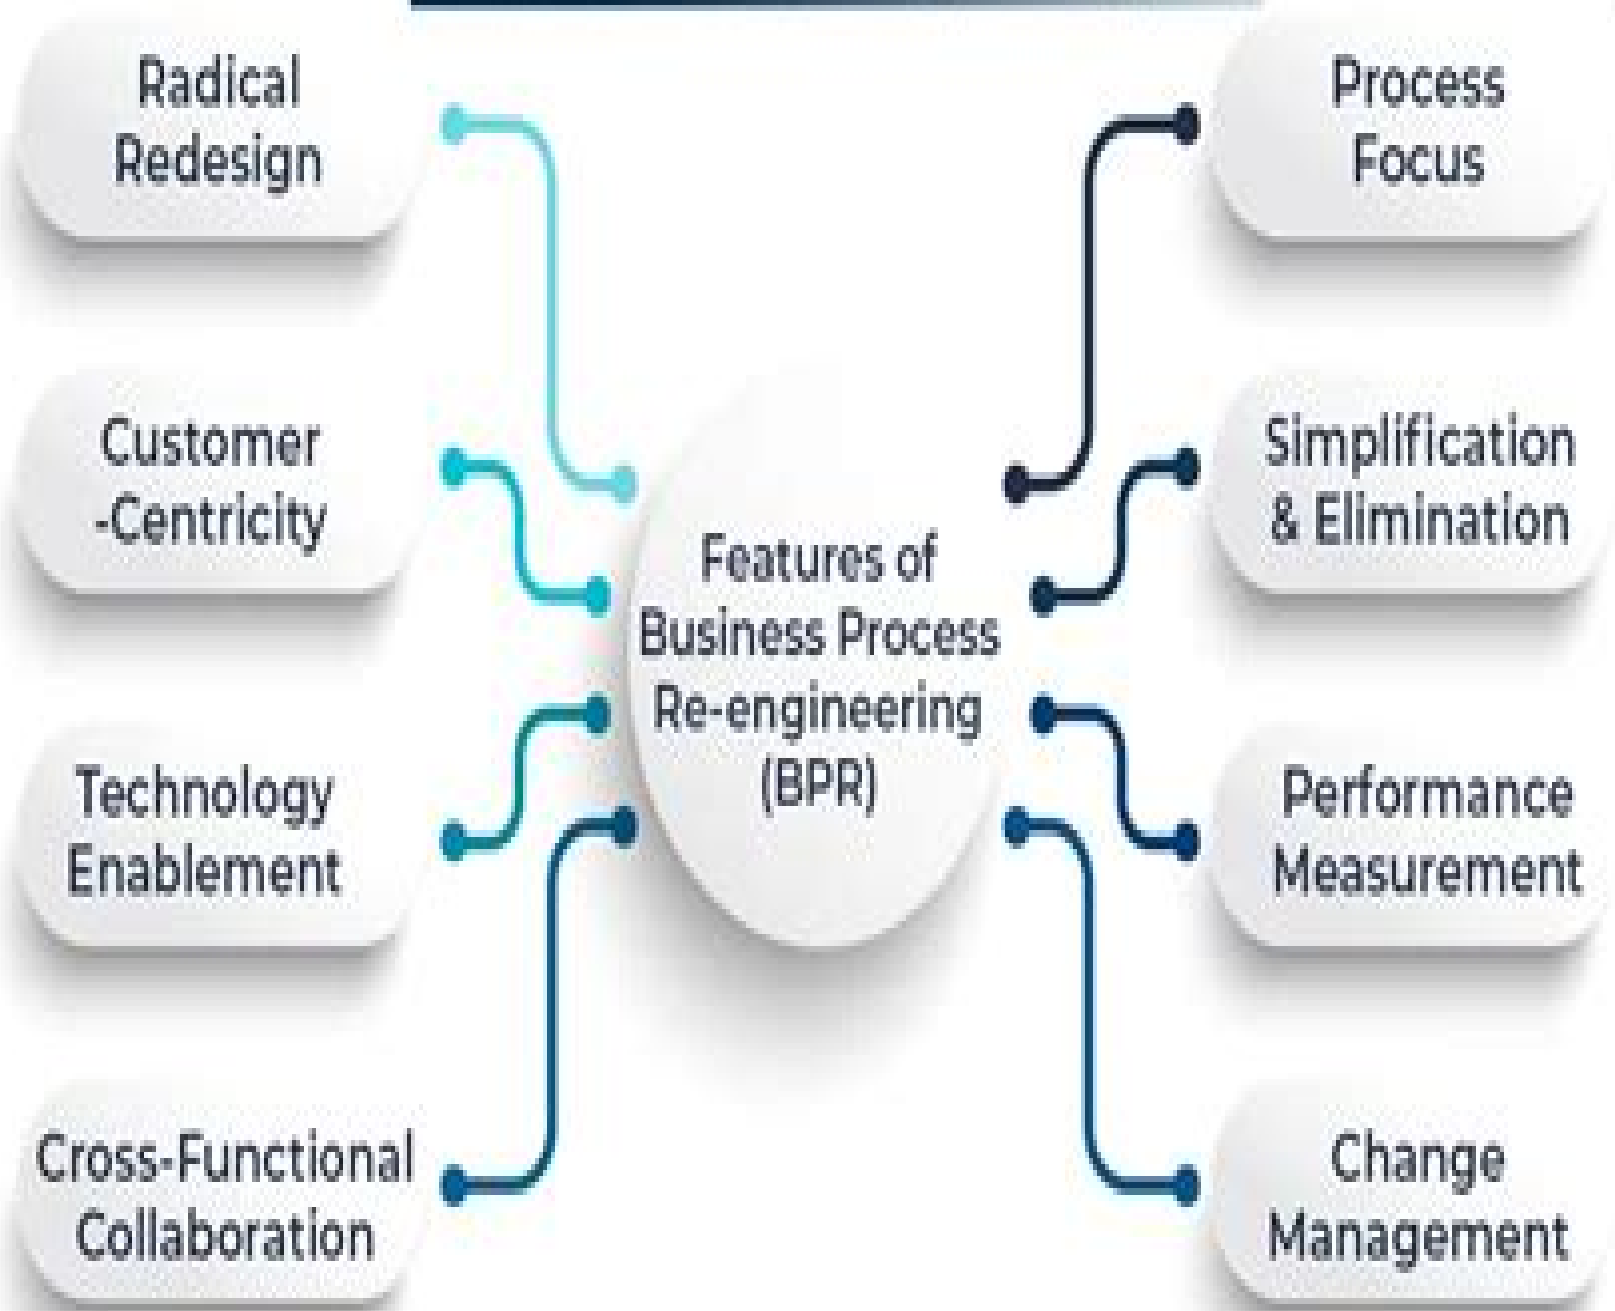 Radical
Redesign
Customer
-Centricity
Technology
Enablement
Cross-Functional
Collaboration
Features of
Business Process
Re-engineering
(BPR)
Process
Focus
Simplification
& Elimination
Performance
Measurement
Change
Management